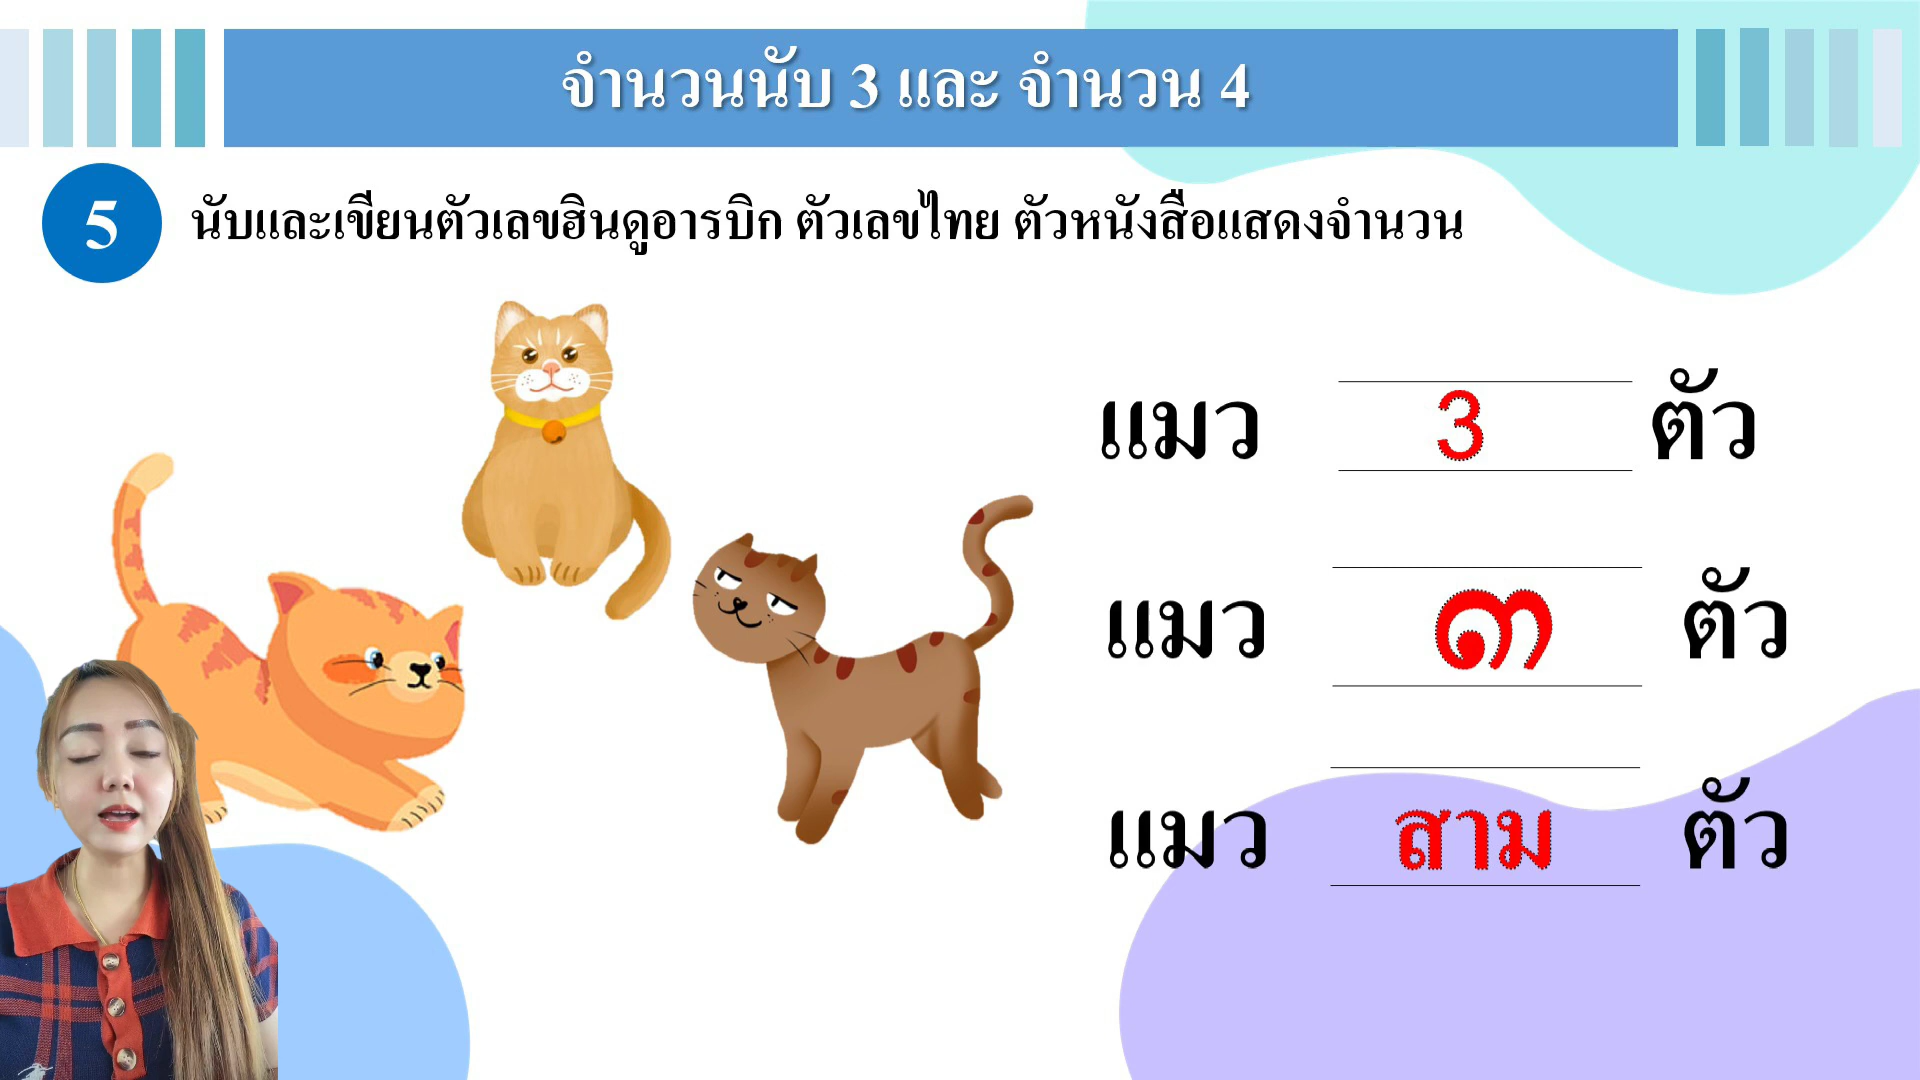 จำนวนนับ 3 และ จำนวน 4
5 นับและเขียนตัวเลขฮินดูอารบิก ตัวเลขไทย ตัวหนังสือแสดงจำนวน
แมว 3 ตัว
แมว ๓ ตัว
แมว สาม ตัว